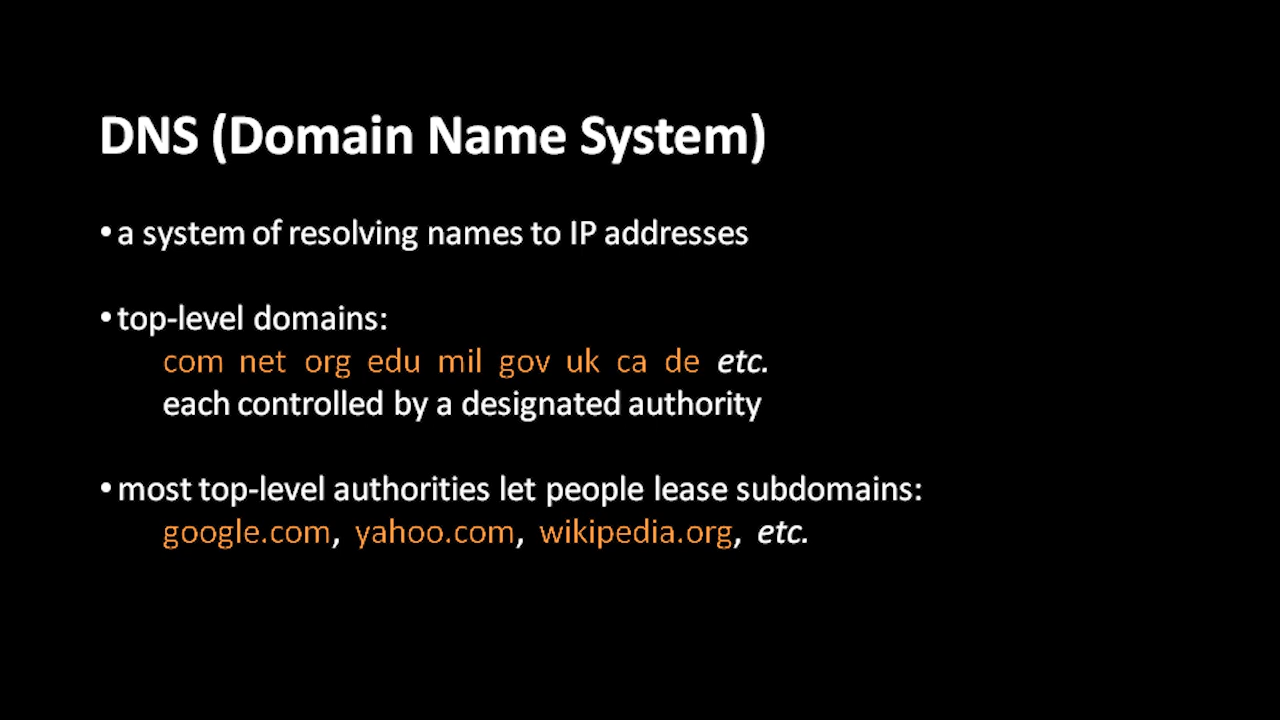 DNS (Domain Name System)
•a system of resolving names to IP addresses
•top-level domains:
com net org edu mil gov uk ca de etc.
each controlled by a designated authority
•most top-level authorities let people lease subdomains:
google.com, yahoo.com, wikipedia.org, etc.